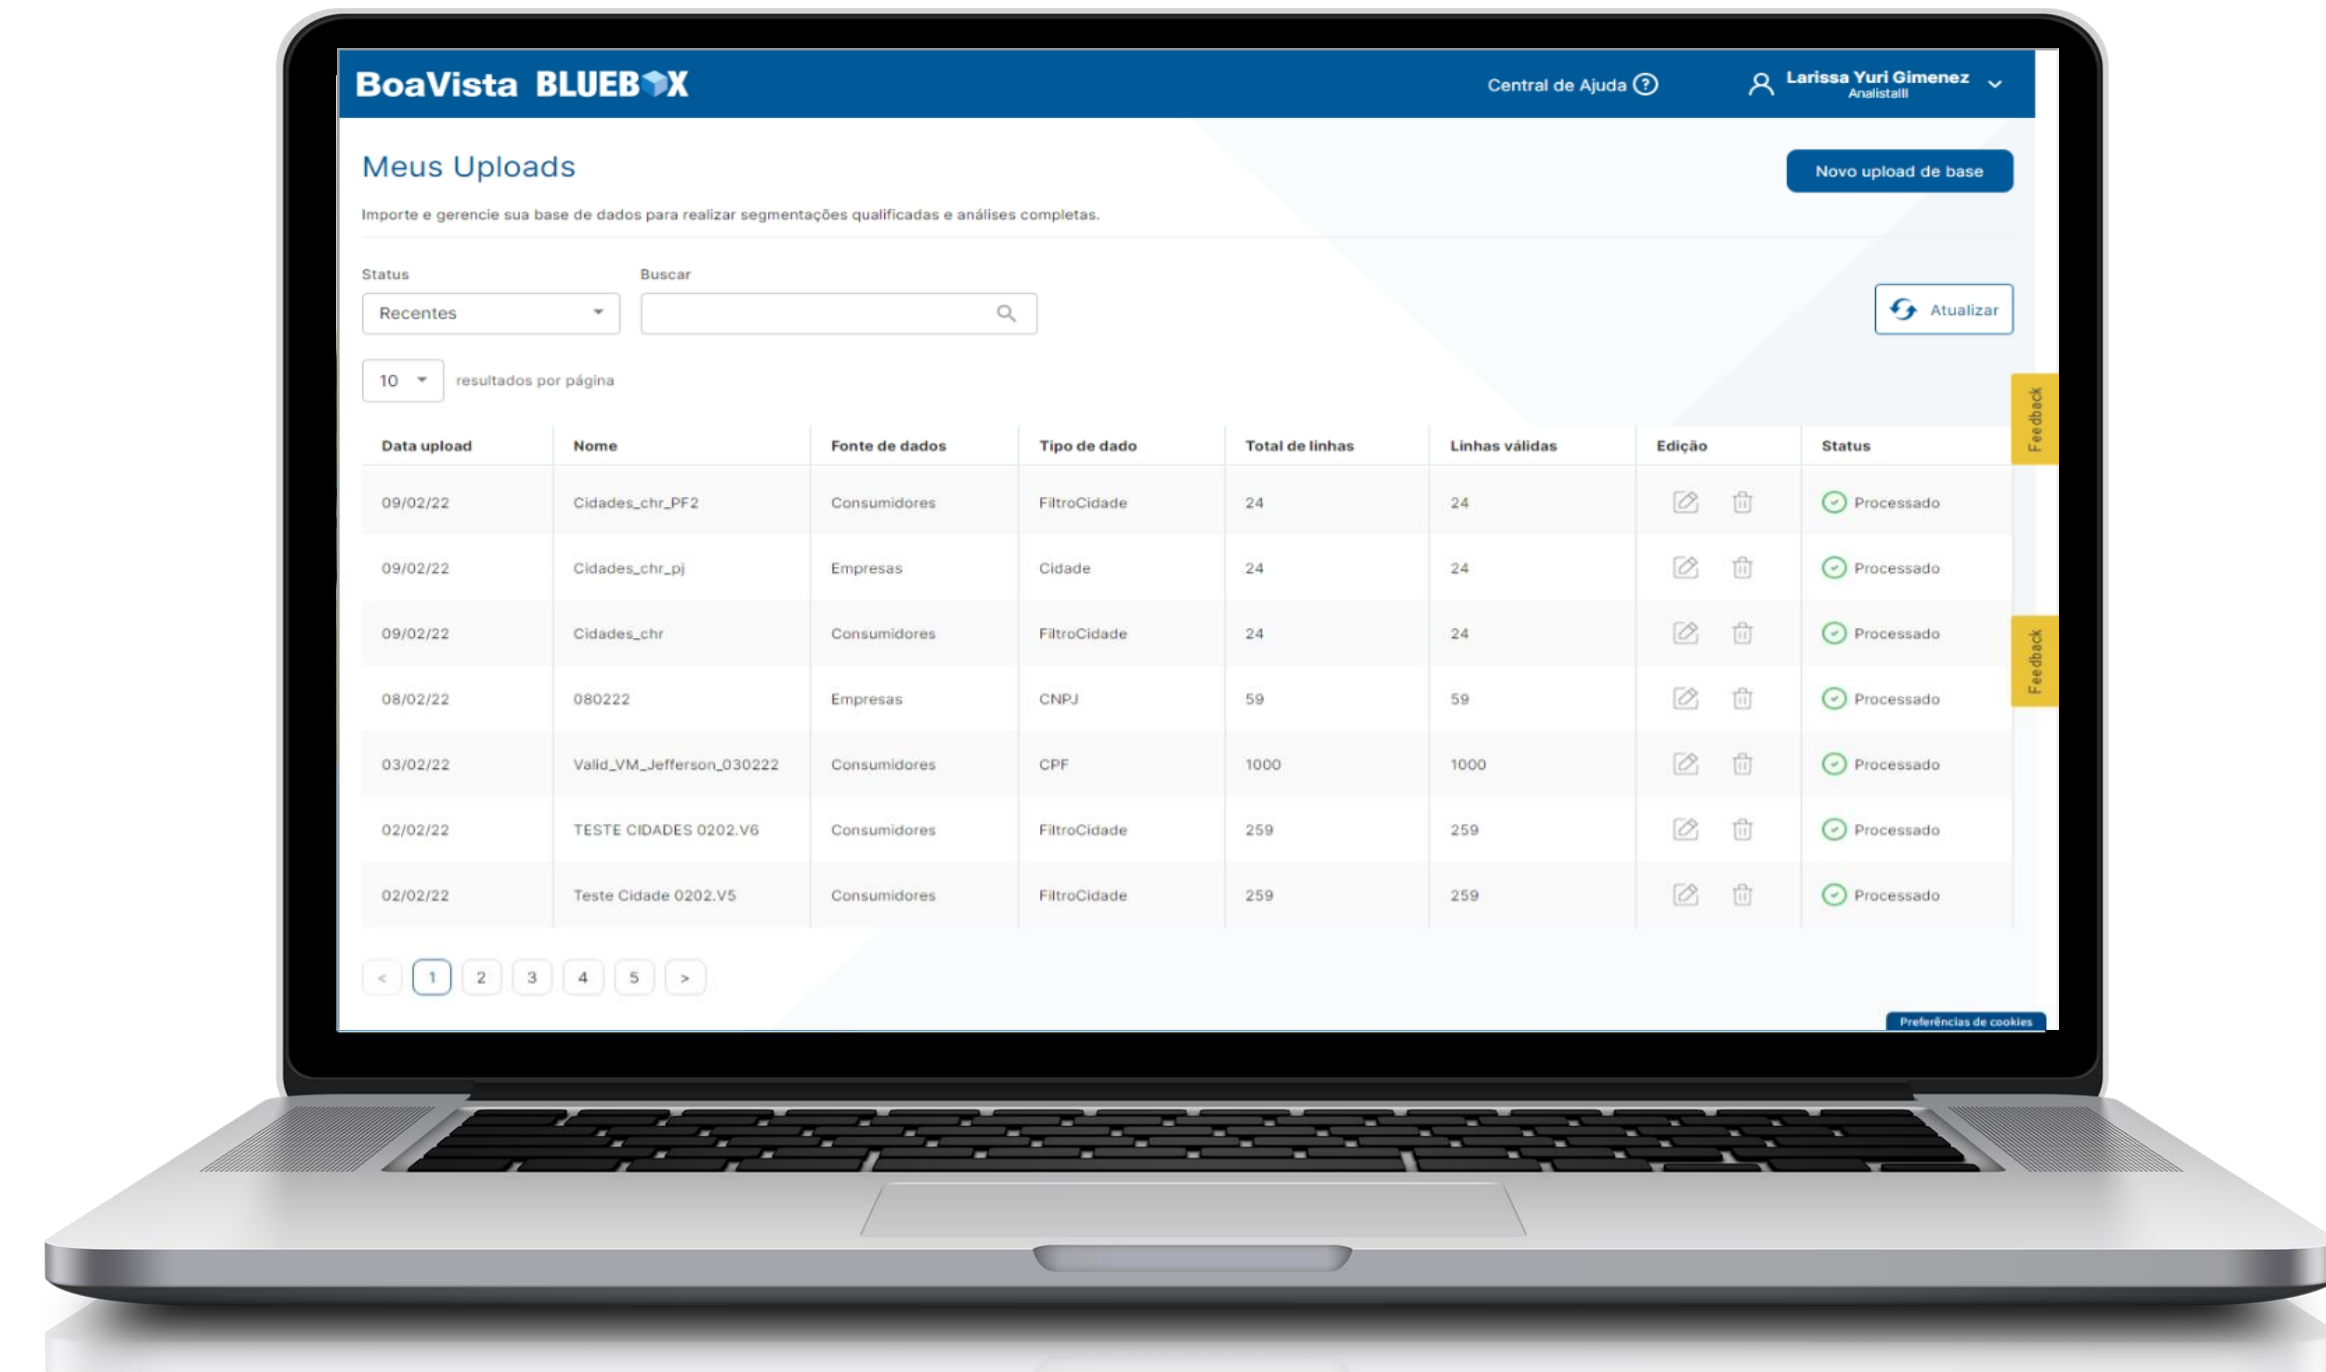 BoaVista BLUEBOX
Central de Ajuda ?
Larissa Yuri Gimenez
AnalistaIII
Meus Uploads
Novo upload de base
Importe e gerencie sua base de dados para realizar segmentações qualificadas e análises completas.
Status
Buscar
Recentes
Atualizar
10 resultados por página
Feedback
Data upload Nome Fonte de dados Tipo de dado Total de linhas Linhas válidas Edição Status
09/02/22 Cidades_chr_PF2 Consumidores FiltroCidade 24 24 Processado
09/02/22 Cidades_chr_pj Empresas Cidade 24 24 Processado
09/02/22 Cidades_chr Consumidores FiltroCidade 24 24 Processado
Feedback
08/02/22 080222 Empresas CNPJ 59 59 Processado
03/02/22 Valid_VM_Jefferson_030222 Consumidores CPF 1000 1000 Processado
02/02/22 TESTE CIDADES 0202.V6 Consumidores FiltroCidade 259 259 Processado
02/02/22 Teste Cidade 0202.V5 Consumidores FiltroCidade 259 259 Processado
< 1 2 3 4 5 >
Preferências de cookies